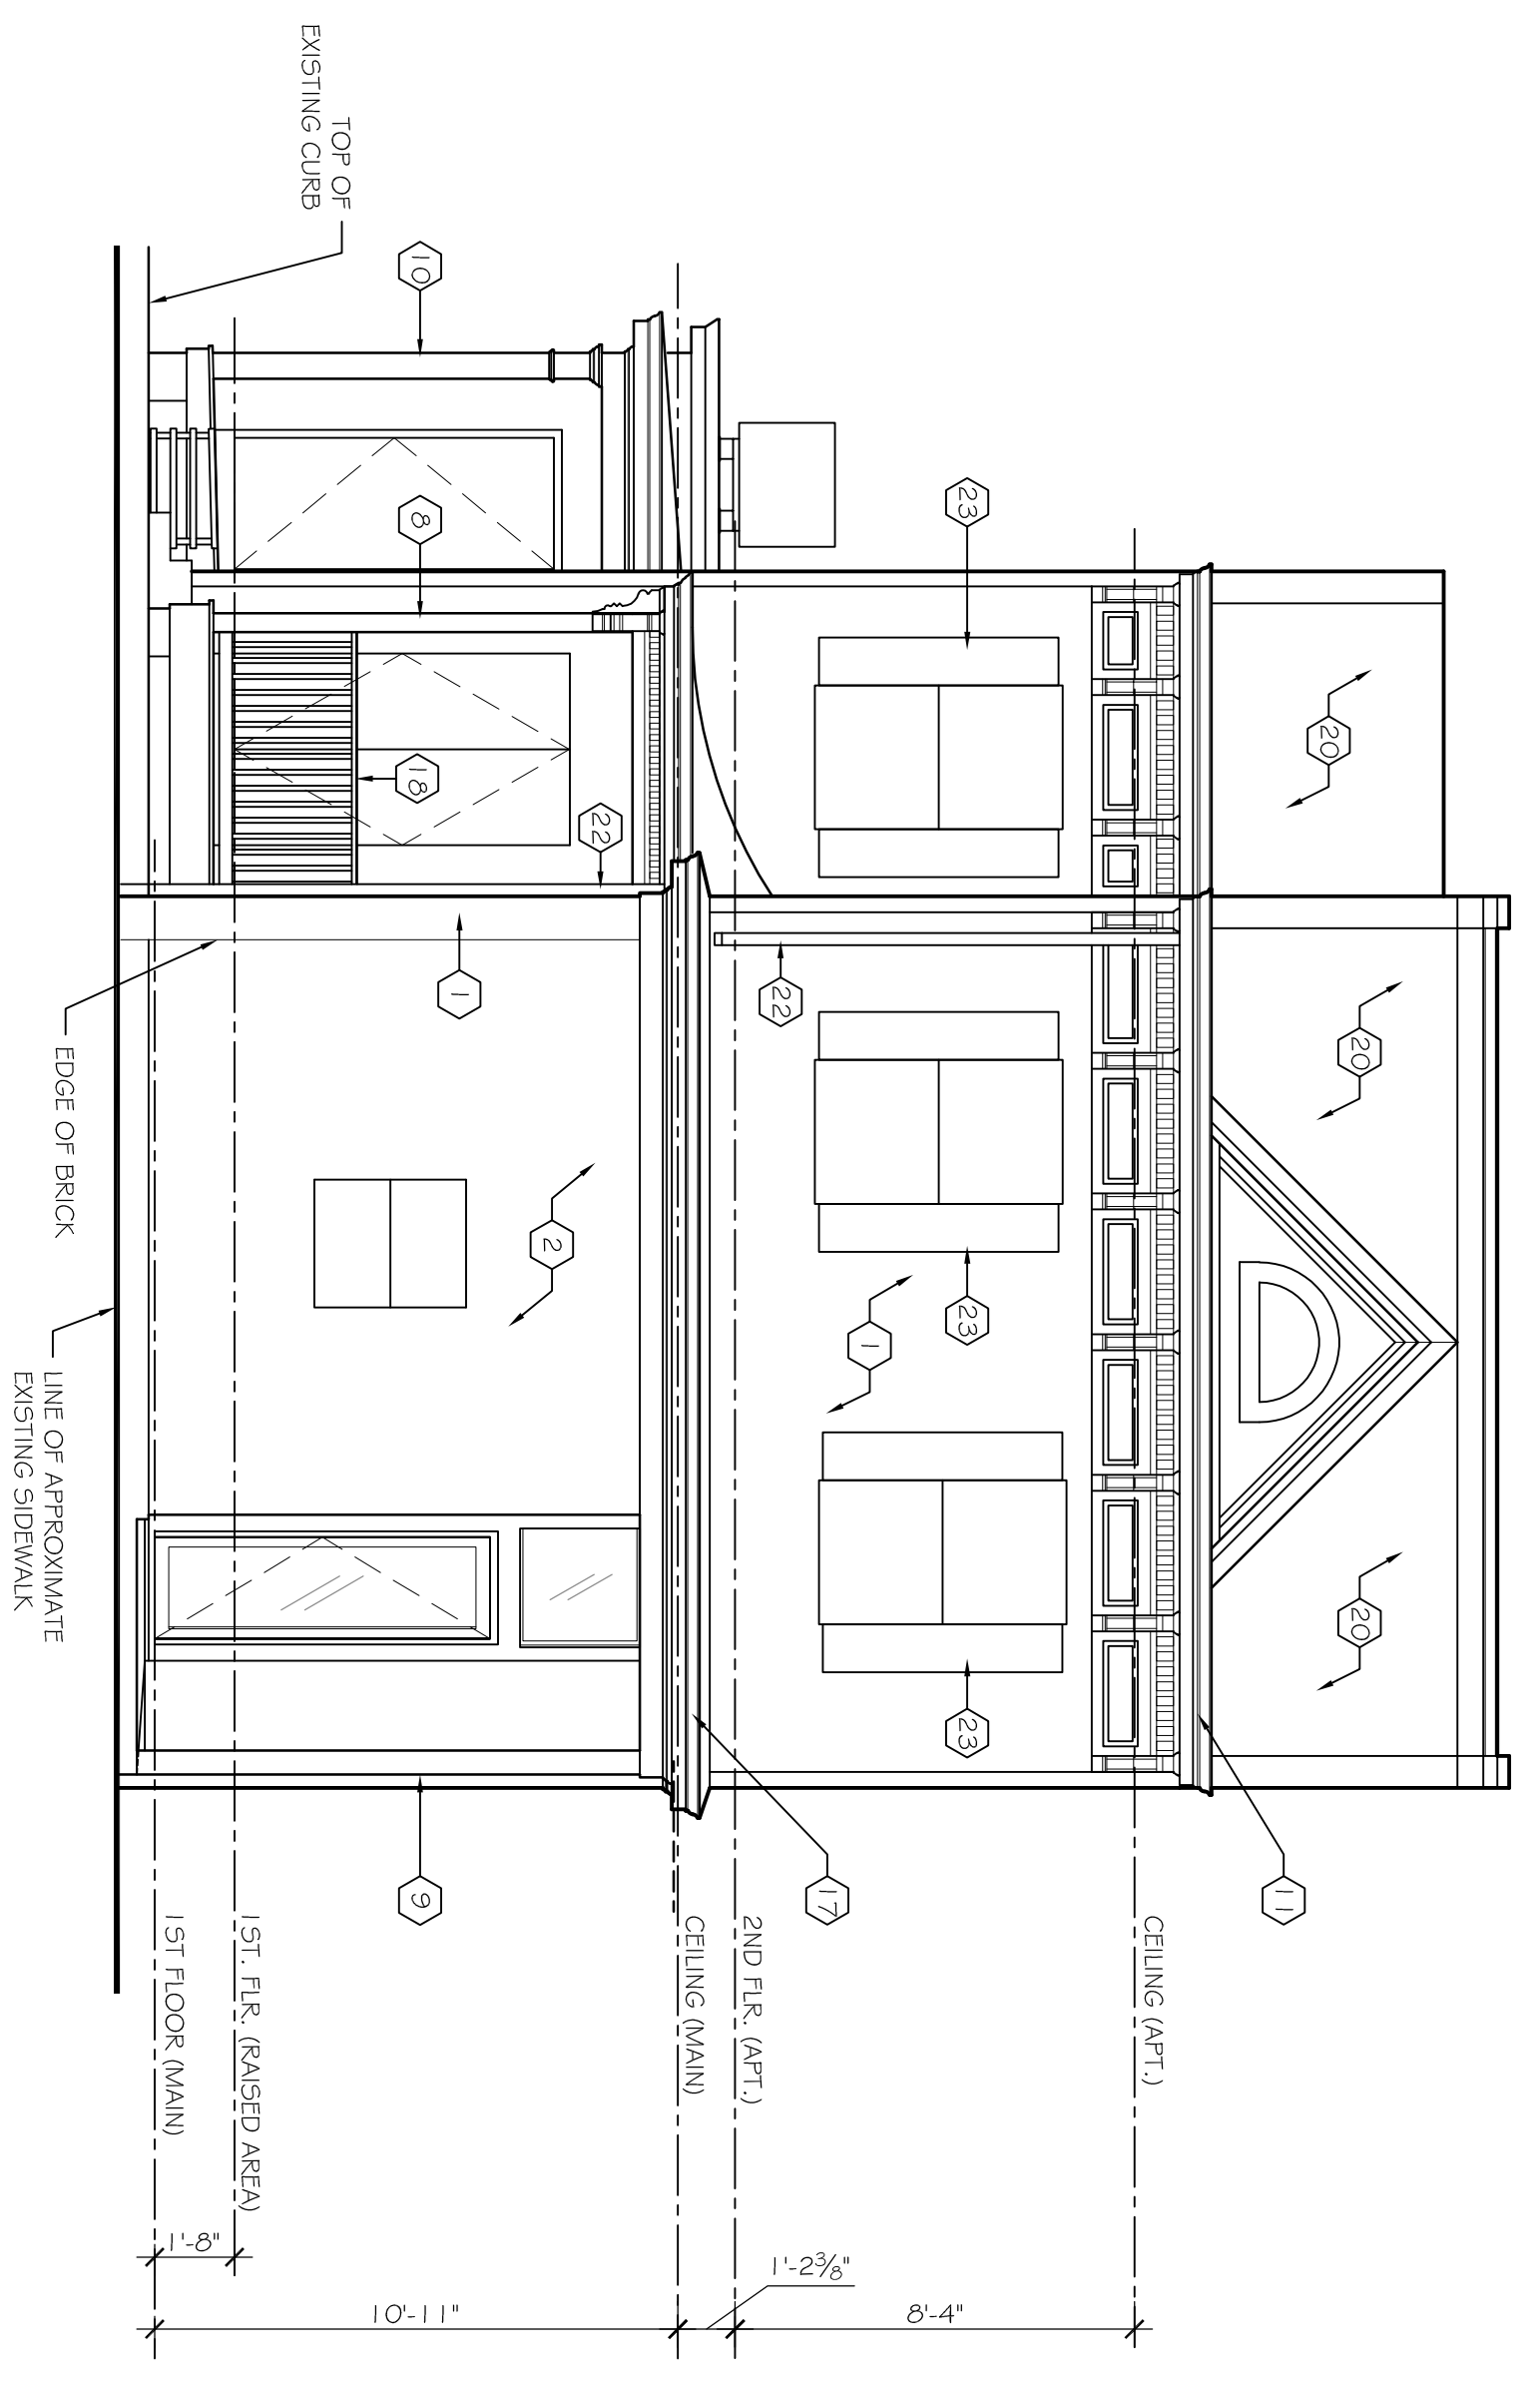 20
20
20
11
CEILING (APT.)
8'-4"
23
23
23
1
17
22
2ND FLR. (APT.)
1'-2⅜"
CEILING (MAIN)
10'-11"
22
2
1
10
8
18
9
TOP OF
EXISTING CURB
1ST. FLR. (RAISED AREA)
1'-8"
1ST FLOOR (MAIN)
EDGE OF BRICK
LINE OF APPROXIMATE
EXISTING SIDEWALK